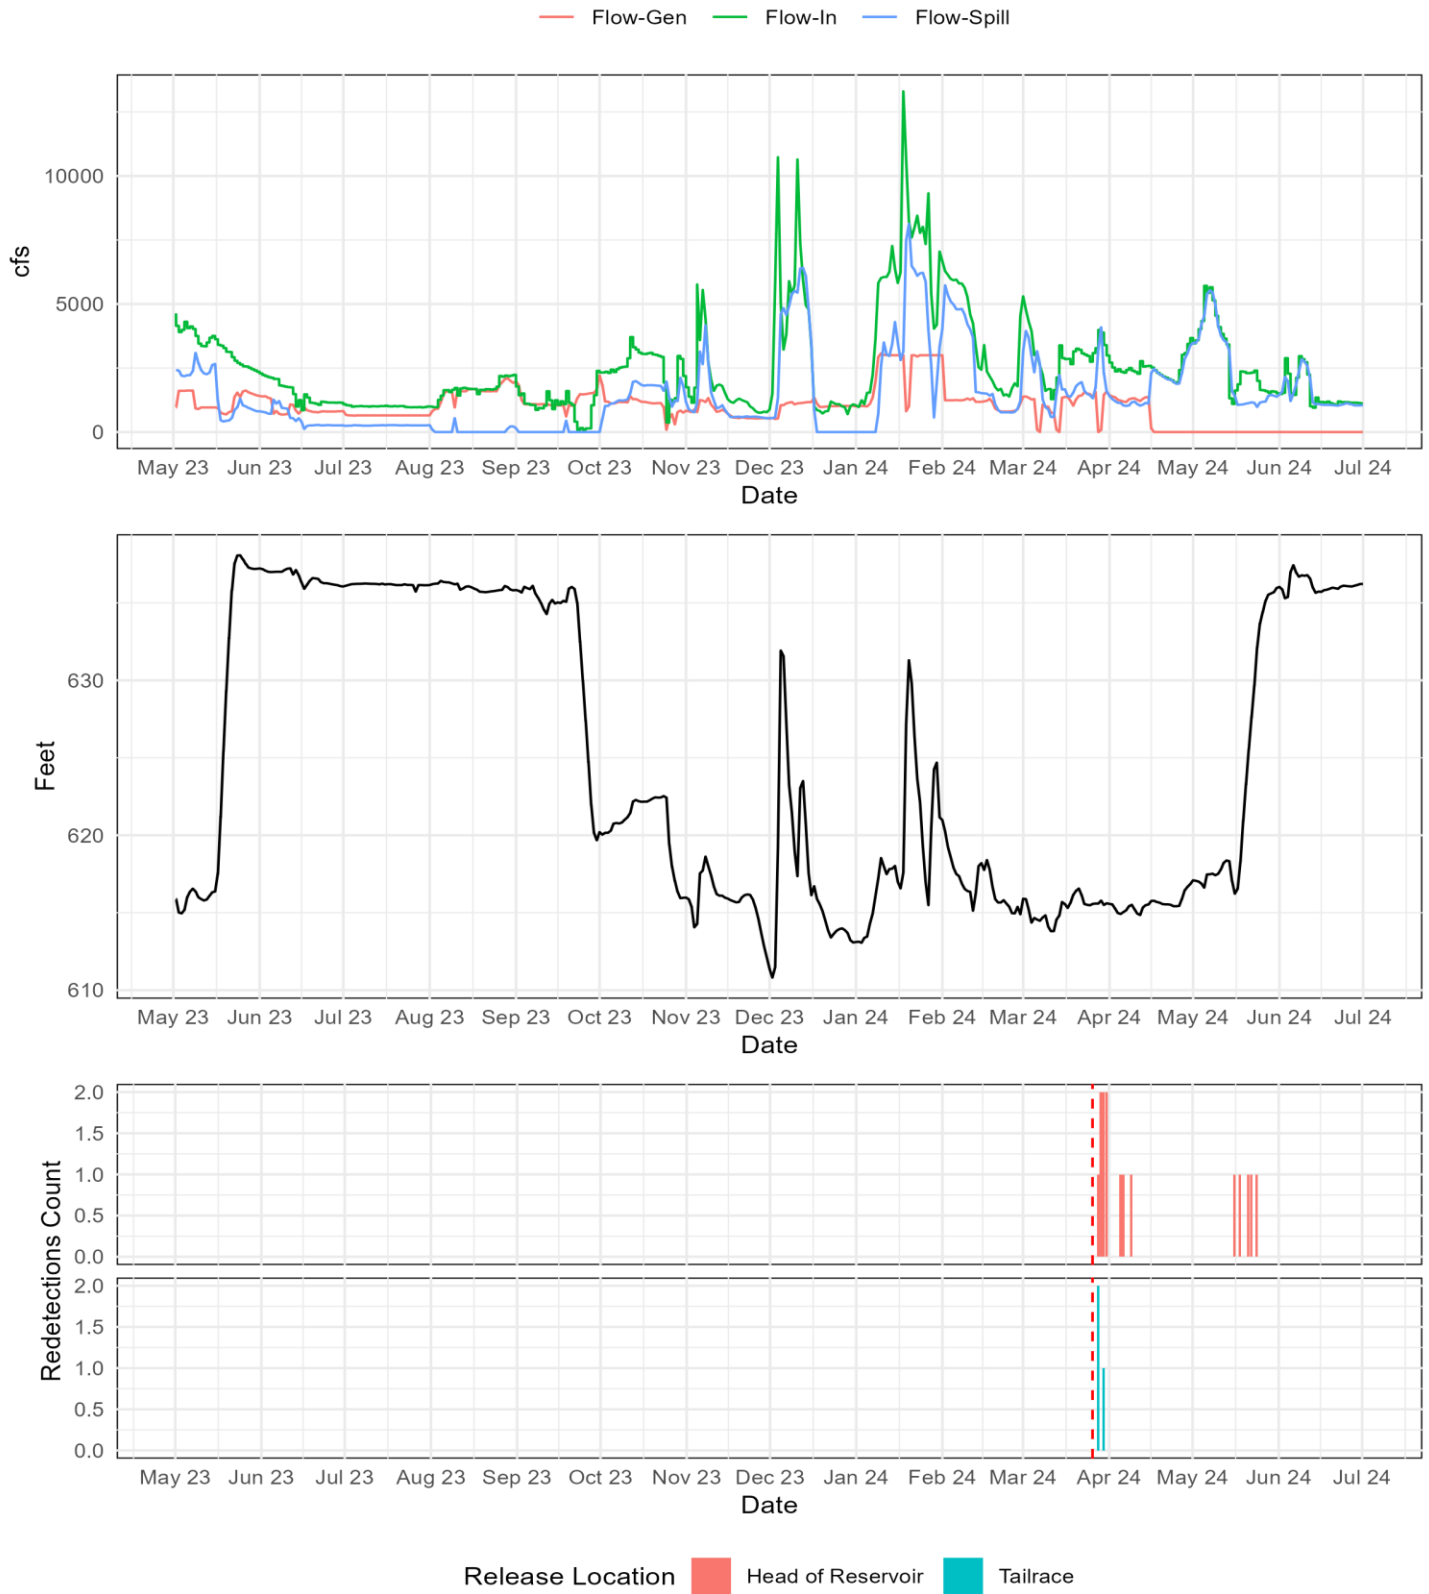 Flow-Gen Flow-In Flow-Spill
10000
5000
0
cfs
May 23 Jun 23 Jul 23 Aug 23 Sep 23 Oct 23 Nov 23 Dec 23 Jan 24 Feb 24 Mar 24 Apr 24 May 24 Jun 24 Jul 24
Date
630
620
610
Feet
May 23 Jun 23 Jul 23 Aug 23 Sep 23 Oct 23 Nov 23 Dec 23 Jan 24 Feb 24 Mar 24 Apr 24 May 24 Jun 24 Jul 24
Date
2.0
1.5
1.0
0.5
0.0
Redetections Count
2.0
1.5
1.0
0.5
0.0
May 23 Jun 23 Jul 23 Aug 23 Sep 23 Oct 23 Nov 23 Dec 23 Jan 24 Feb 24 Mar 24 Apr 24 May 24 Jun 24 Jul 24
Date
Release Location Head of Reservoir Tailrace